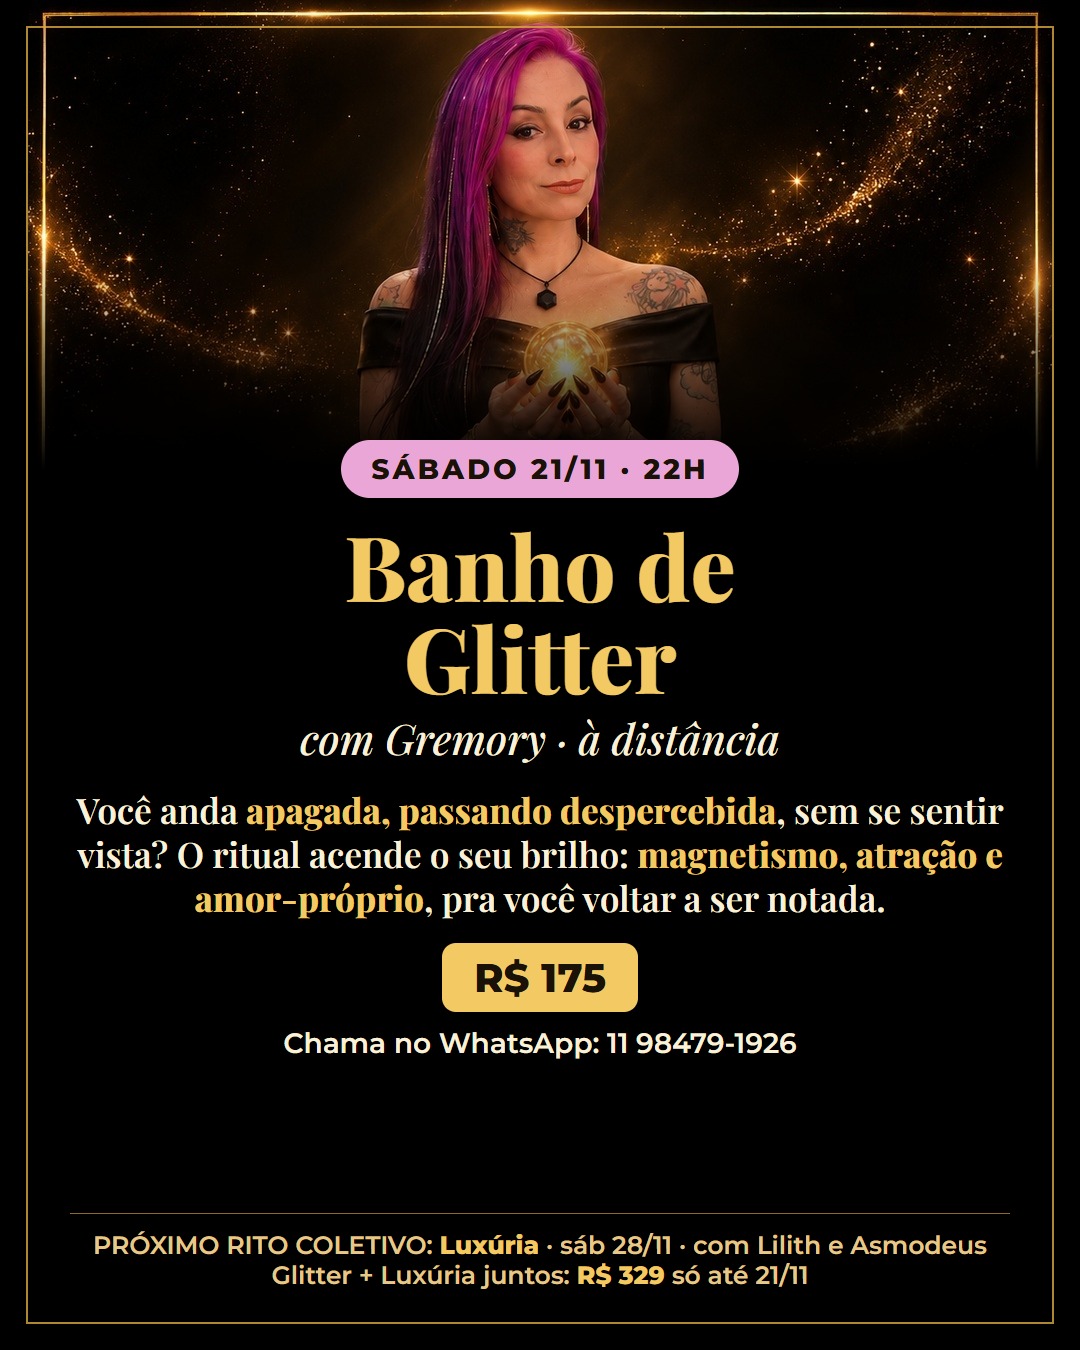 SÁBADO 21/11 · 22H
Banho de
Glitter
com Gremory · à distância
Você anda apagada, passando despercebida, sem se sentir
vista? O ritual acende o seu brilho: magnetismo, atração e
amor-próprio, pra você voltar a ser notada.
R$ 175
Chama no WhatsApp: 11 98479-1926
PRÓXIMO RITO COLETIVO: Luxúria · sáb 28/11 · com Lilith e Asmodeus
Glitter + Luxúria juntos: R$ 329 só até 21/11